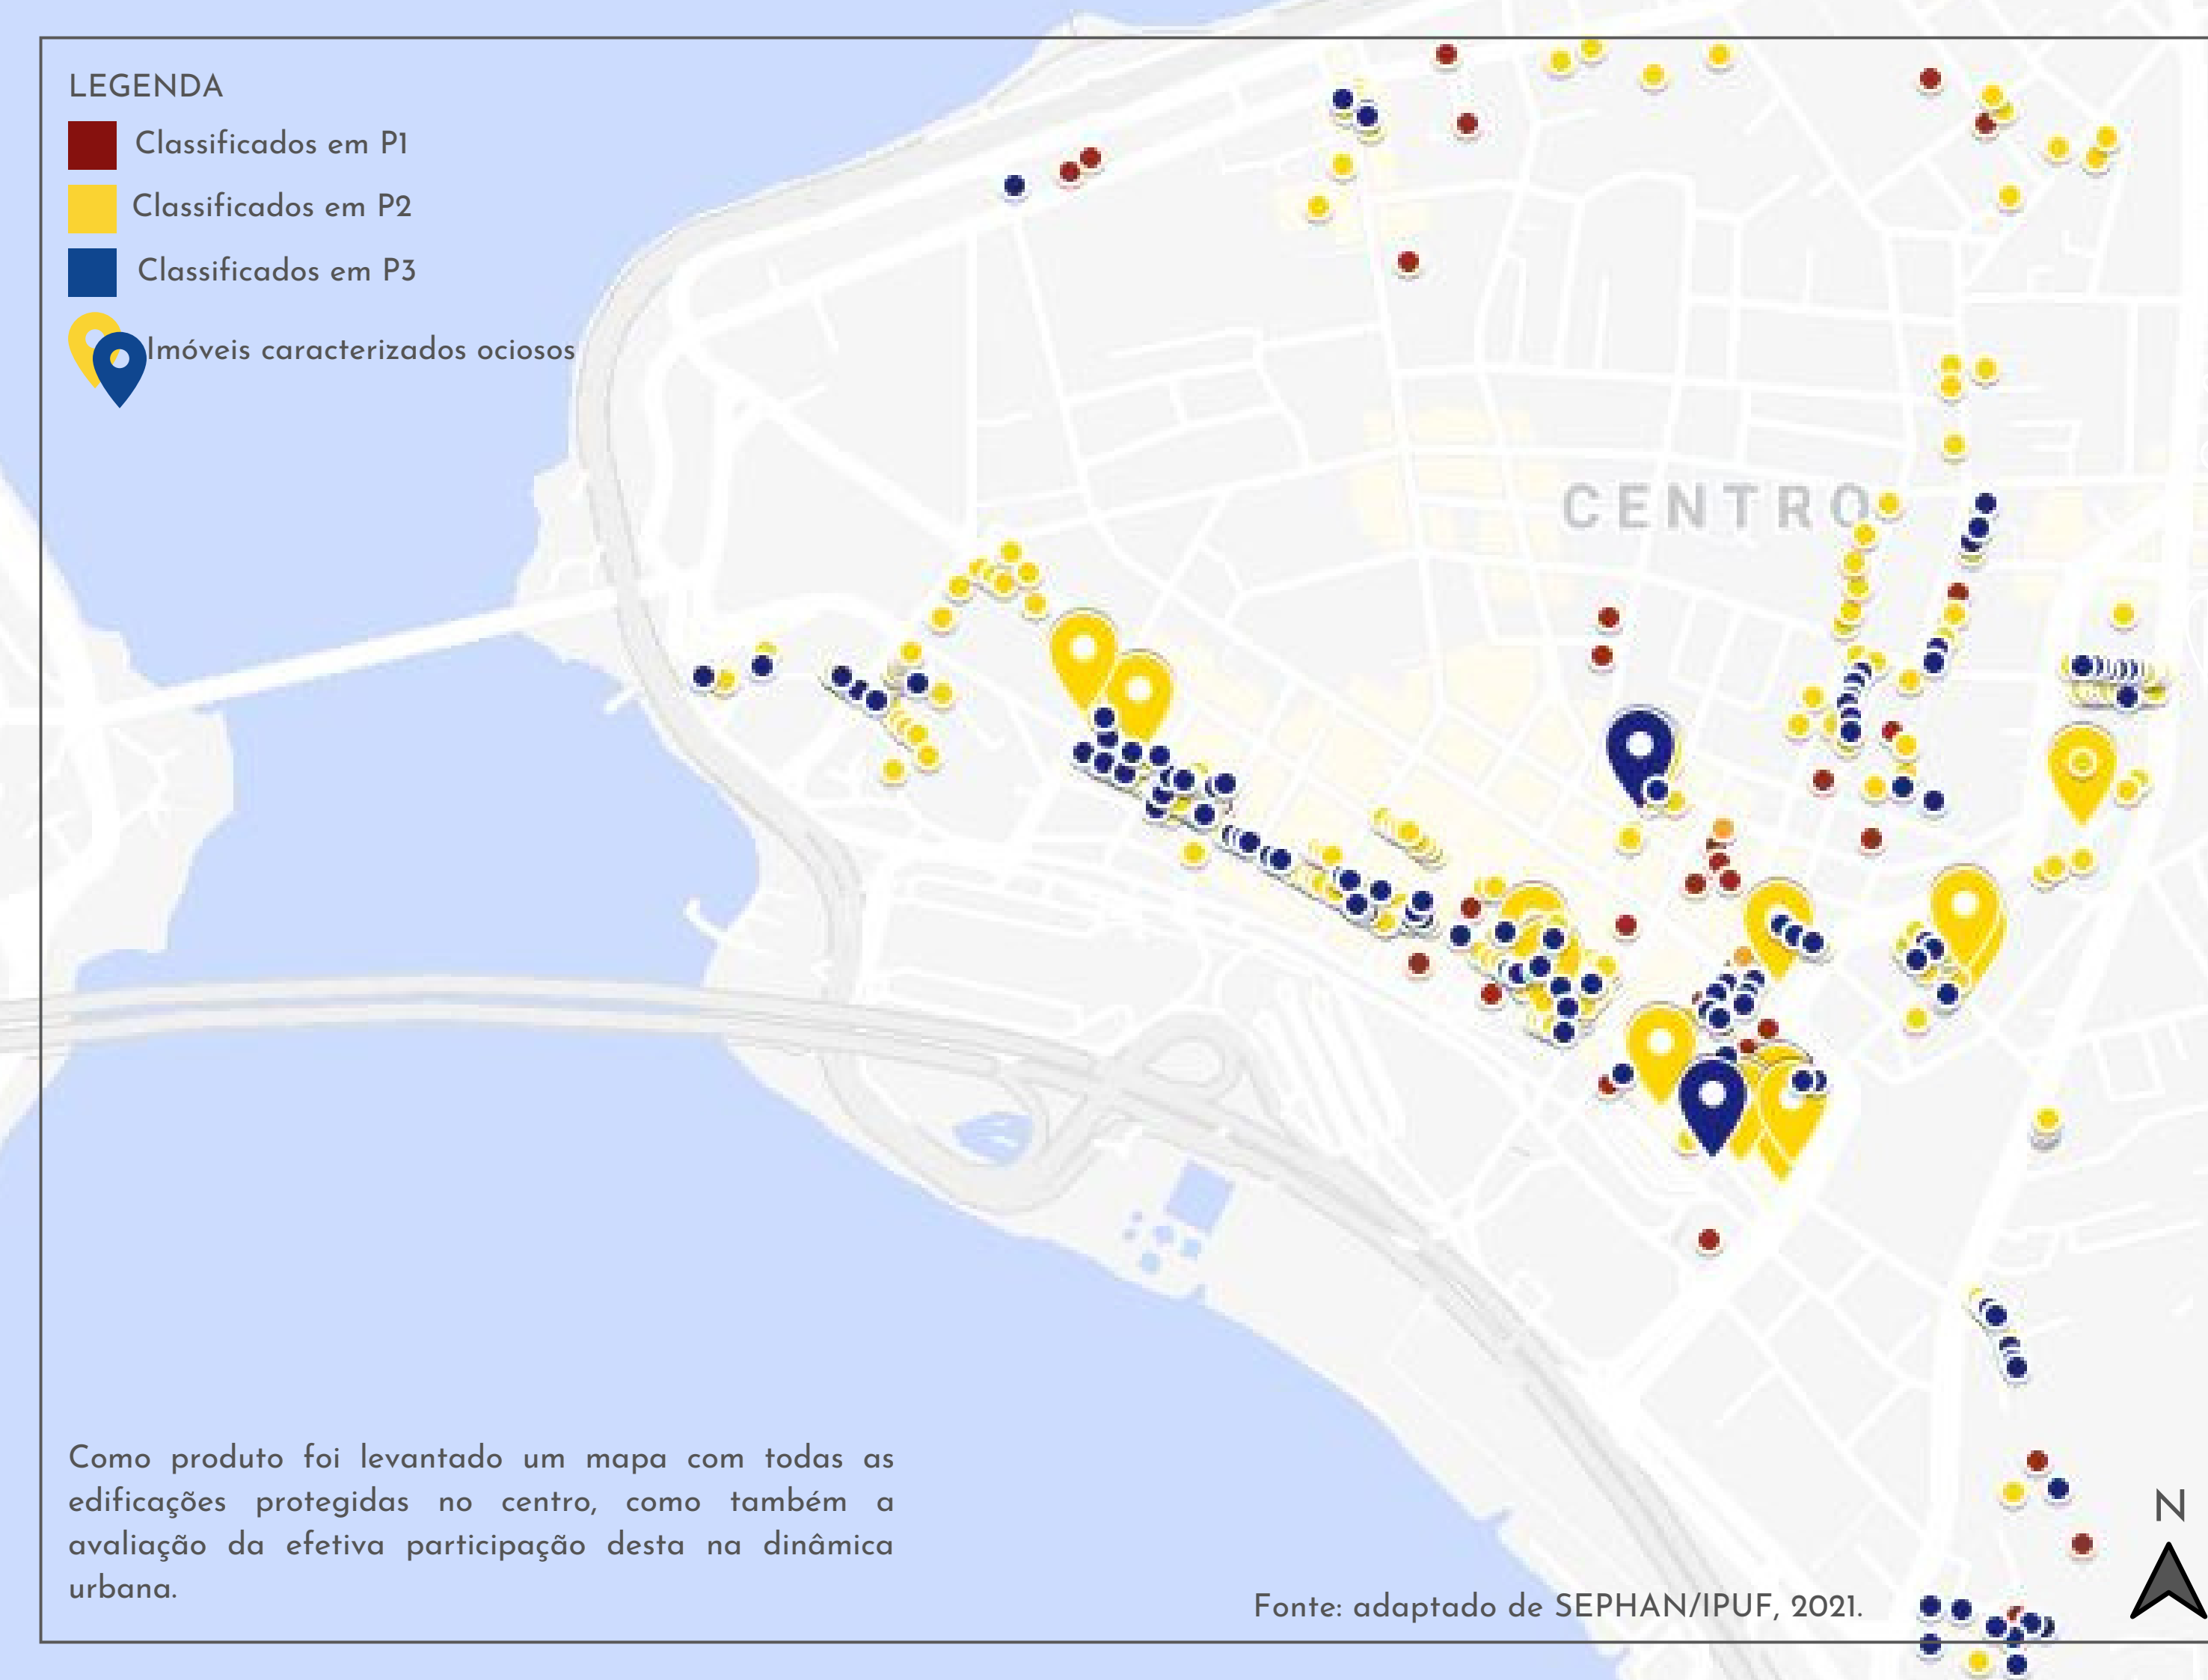 LEGENDA
Classificados em P1
Classificados em P2
Classificados em P3
Imóveis caracterizados ociosos
CENTRO
Como produto foi levantado um mapa com todas as
edificações protegidas no centro, como também a
avaliação da efetiva participação desta na dinâmica
urbana.
N
Fonte: adaptado de SEPHAN/IPUF, 2021.